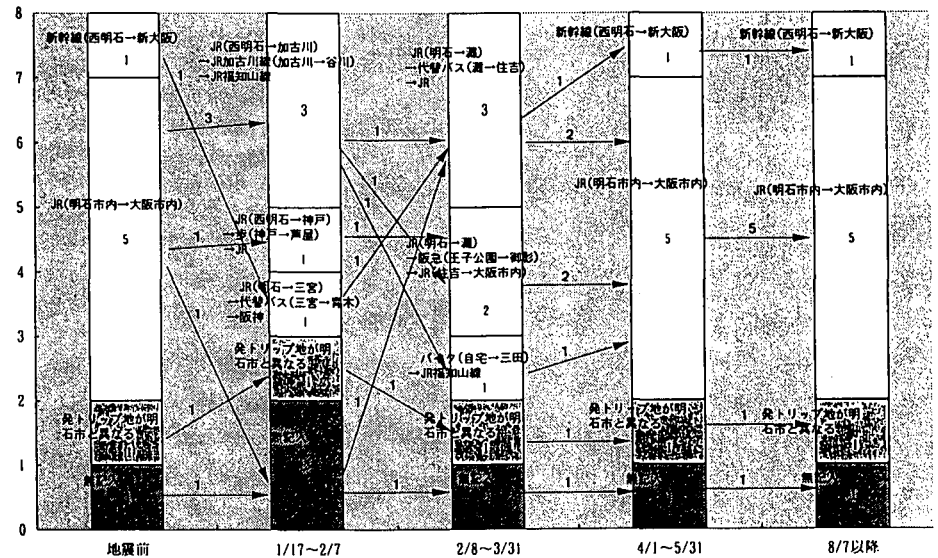 8
7
6
5
4
3
2
1
0
新幹線(西明石→新大阪)
1
JR(明石市内→大阪市内)
5
発トリップ地が明
石市と異なる
無
地震前
1
3
1
1
1
1
JR(西明石→加古川)
→JR加古川線(加古川→谷川)
→JR福知山線
3
JR(西明石→神戸)
→歩(神戸→芦屋)
→JR
1
JR(明石→三宮)
→代替バス(三宮→青木)
→阪神
1
発トリップ地が明
石市と異なる
1/17～2/7
1
1
1
1
1
1
1
1
JR(明石→灘)
→代替バス(灘→住吉)
→JR
3
JR(明石→灘)
→阪急(王子公園→御影)
→JR(住吉→大阪市内)
2
バイク(自宅→三田)
→JR福知山線
1
発トリップ地が明
石市と異なる
無
2/8～3/31
1
2
2
1
1
1
新幹線(西明石→新大阪)
1
JR(明石市内→大阪市内)
5
発トリップ地が明
石市と異なる
無
4/1～5/31
1
5
1
1
新幹線(西明石→新大阪)
1
JR(明石市内→大阪市内)
5
発トリップ地が明
石市と異なる
無
8/7以降